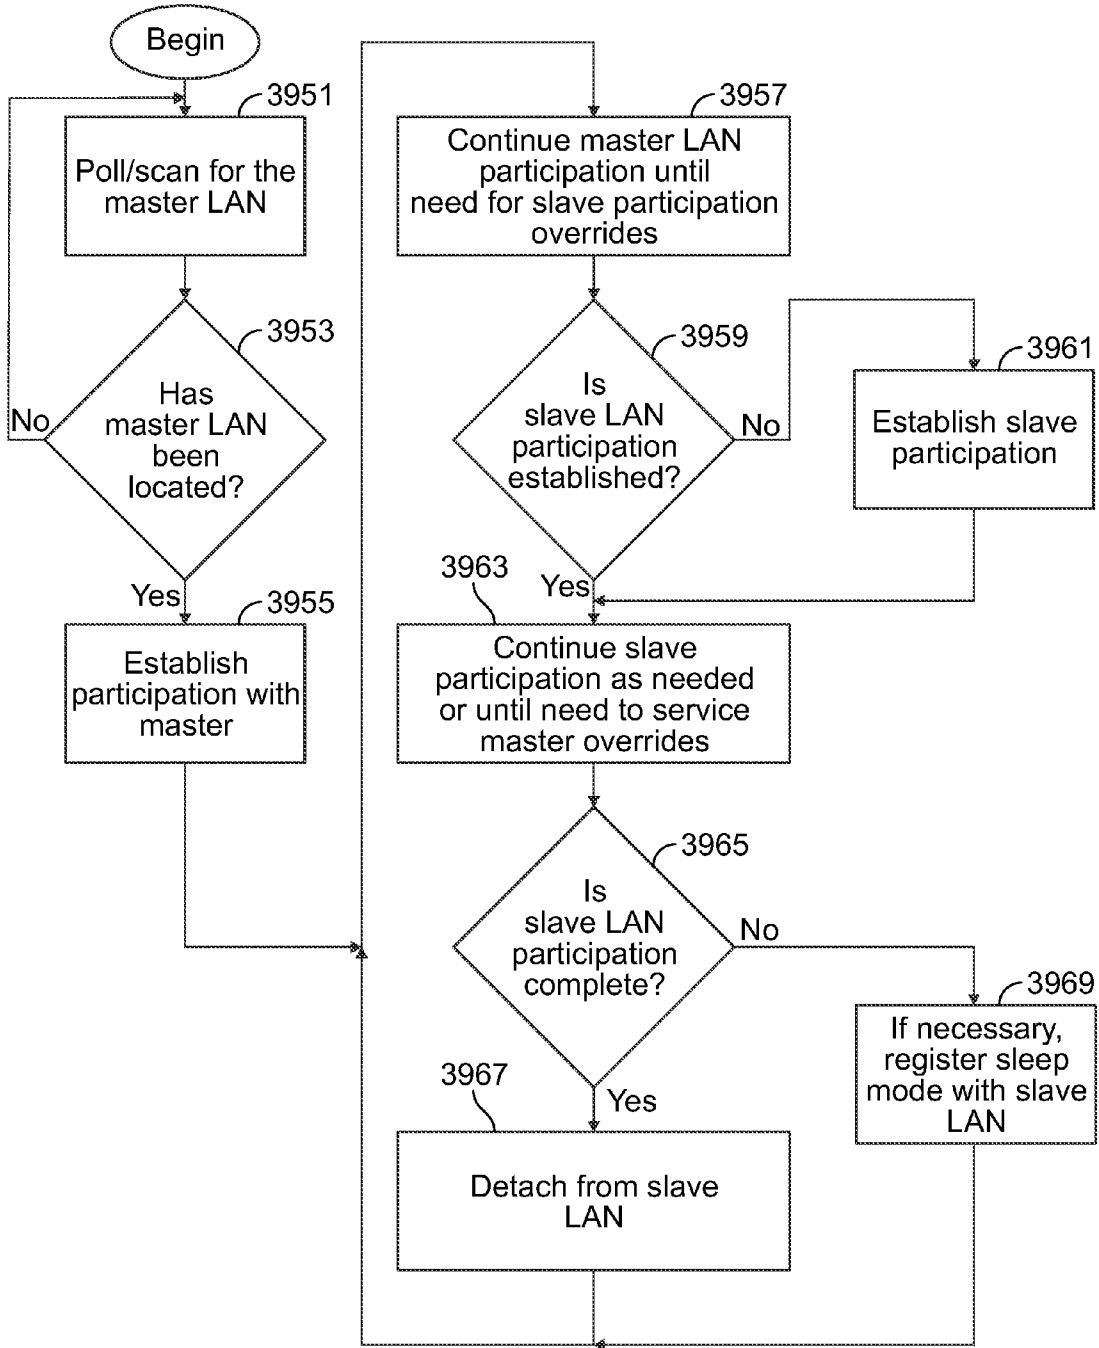 Begin
3951
Poll/scan for the
master LAN
3953
Has
master LAN
been
located?
No
Yes
3955
Establish
participation with
master
3957
Continue master LAN
participation until
need for slave participation
overrides
3959
Is
slave LAN
participation
established?
No
3961
Establish slave
participation
Yes
3963
Continue slave
participation as needed
or until need to service
master overrides
3965
Is
slave LAN
participation
complete?
No
3969
If necessary,
register sleep
mode with slave
LAN
Yes
3967
Detach from slave
LAN